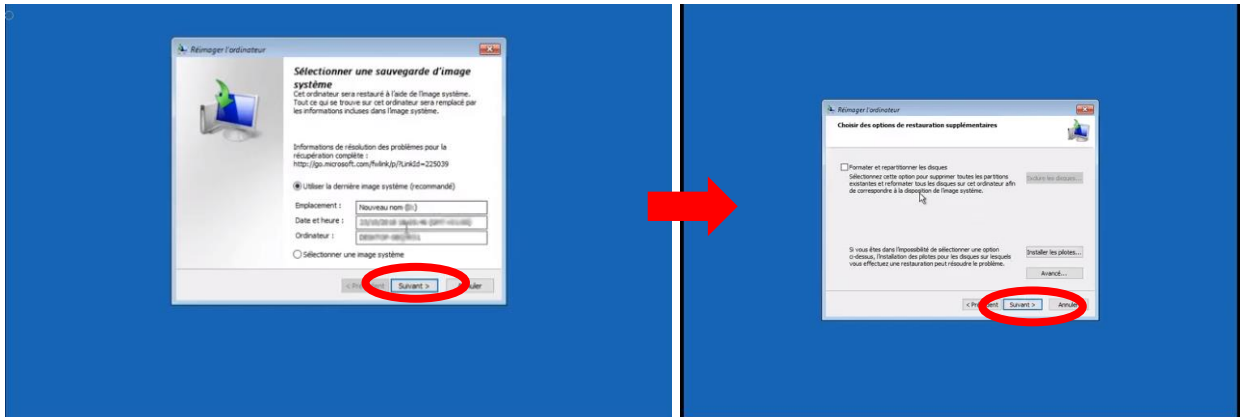 Réimager l'ordinateur
Sélectionner une sauvegarde d'image
système
Cet ordinateur sera restauré à l'aide de l'image système.
Tout ce qui se trouve sur cet ordinateur sera remplacé par
les informations incluses dans l'image système.
Informations de résolution des problèmes pour la
récupération complète :
http://go.microsoft.com/fwlink/p/?LinkId=225039
Utiliser la dernière image système (recommandé)
Emplacement : Nouveau nom (D:)
Date et heure :
Ordinateur :
Sélectionner une image système
Suivant >
Réimager l'ordinateur
Choisir des options de restauration supplémentaires
Formater et repartitionner les disques
Sélectionnez cette option pour supprimer toutes les partitions
existantes et reformater tous les disques sur cet ordinateur afin
de correspondre à la disposition de l'image système.
Exclure les disques...
Si vous êtes dans l'impossibilité de sélectionner une option
ci-dessus, l'installation des pilotes pour les disques sur lesquels
vous effectuez une restauration peut résoudre le problème.
Installer les pilotes...
Avancé...
Suivant >